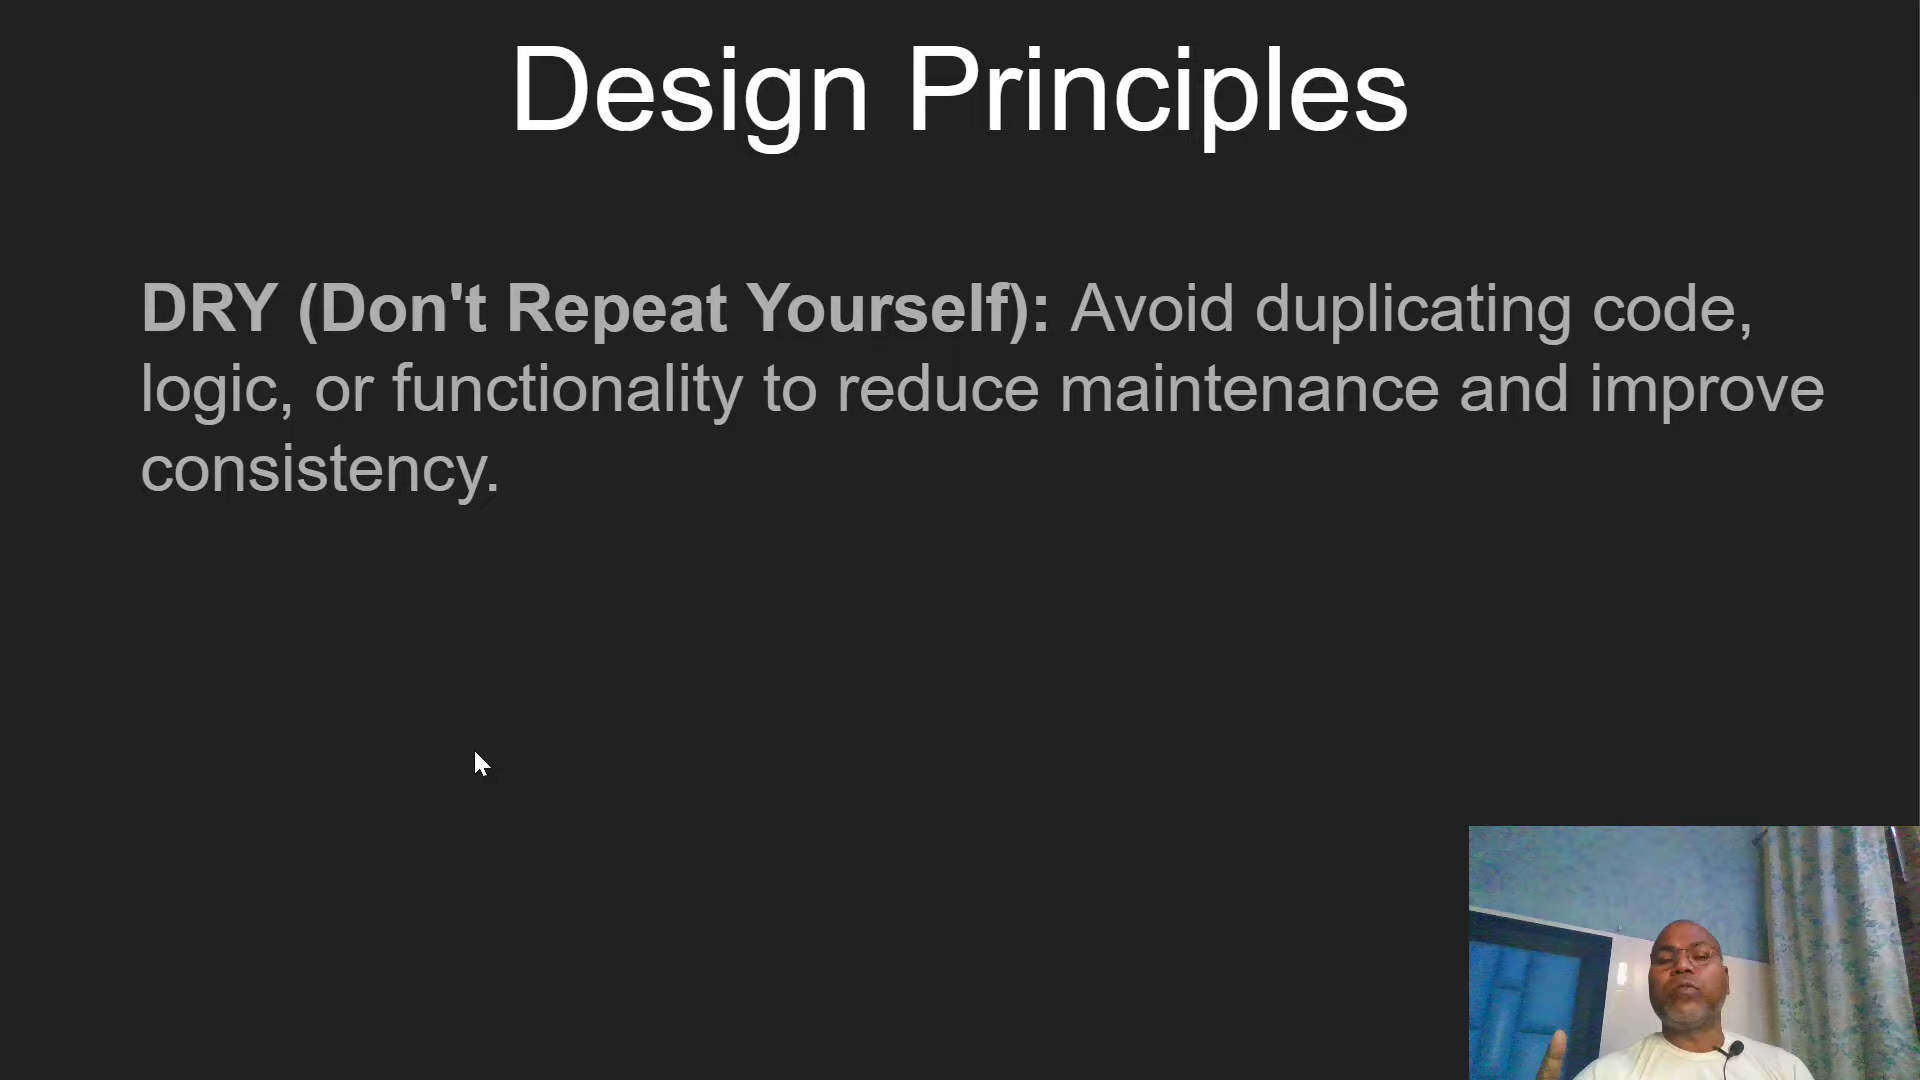 Design Principles
DRY (Don't Repeat Yourself): Avoid duplicating code,
logic, or functionality to reduce maintenance and improve
consistency.